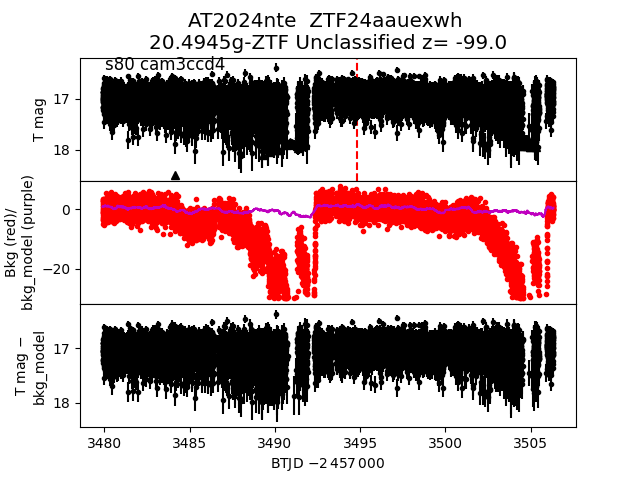 AT2024nte  ZTF24aauexwh
20.4945g-ZTF Unclassified z= -99.0
s80 cam3ccd4
T mag
17
18
Bkg (red)/
bkg_model (purple)
0
−20
T mag −
bkg_model
17
18
3480 3485 3490 3495 3500 3505
BTJD −2 457 000